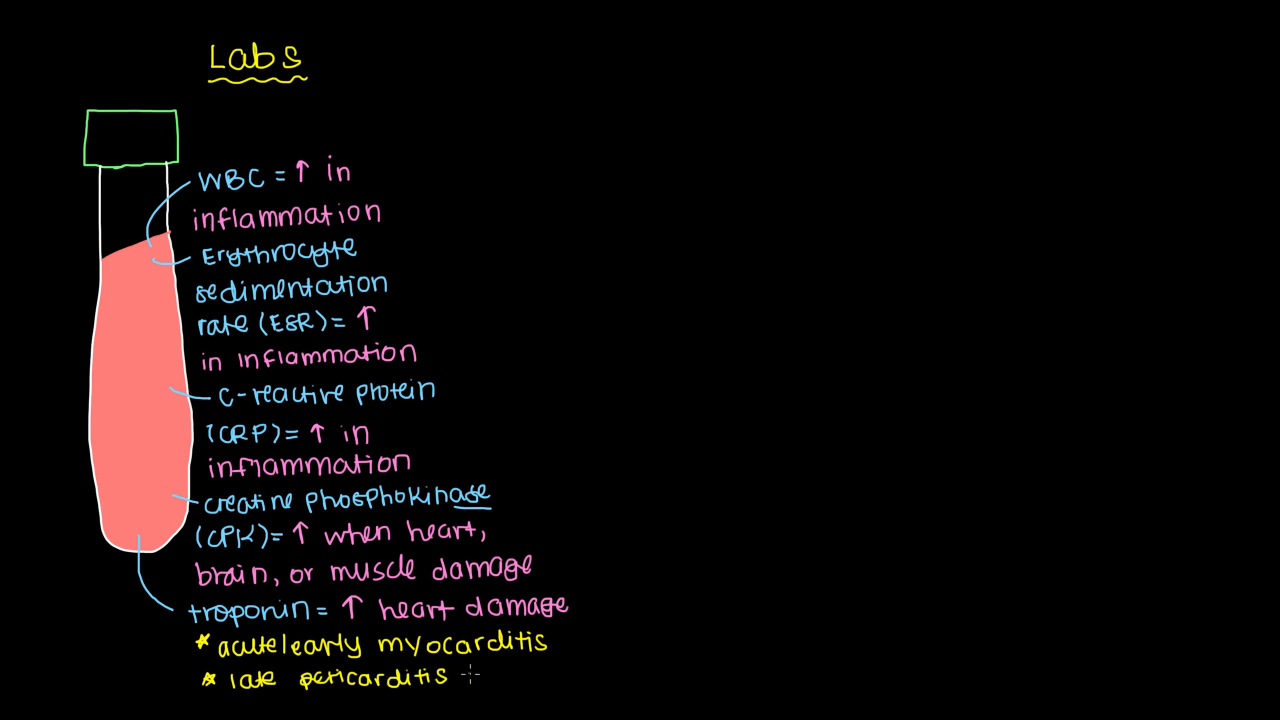 Labs
WBC = ↑ in
inflammation
Erythrocyte
sedimentation
rate (ESR) = ↑
in inflammation
C-reactive protein
(CRP) = ↑ in
inflammation
creatine phosphokinase
(CPK) = ↑ when heart,
brain, or muscle damage
troponin = ↑ heart damage
* acute/early myocarditis
* late pericarditis